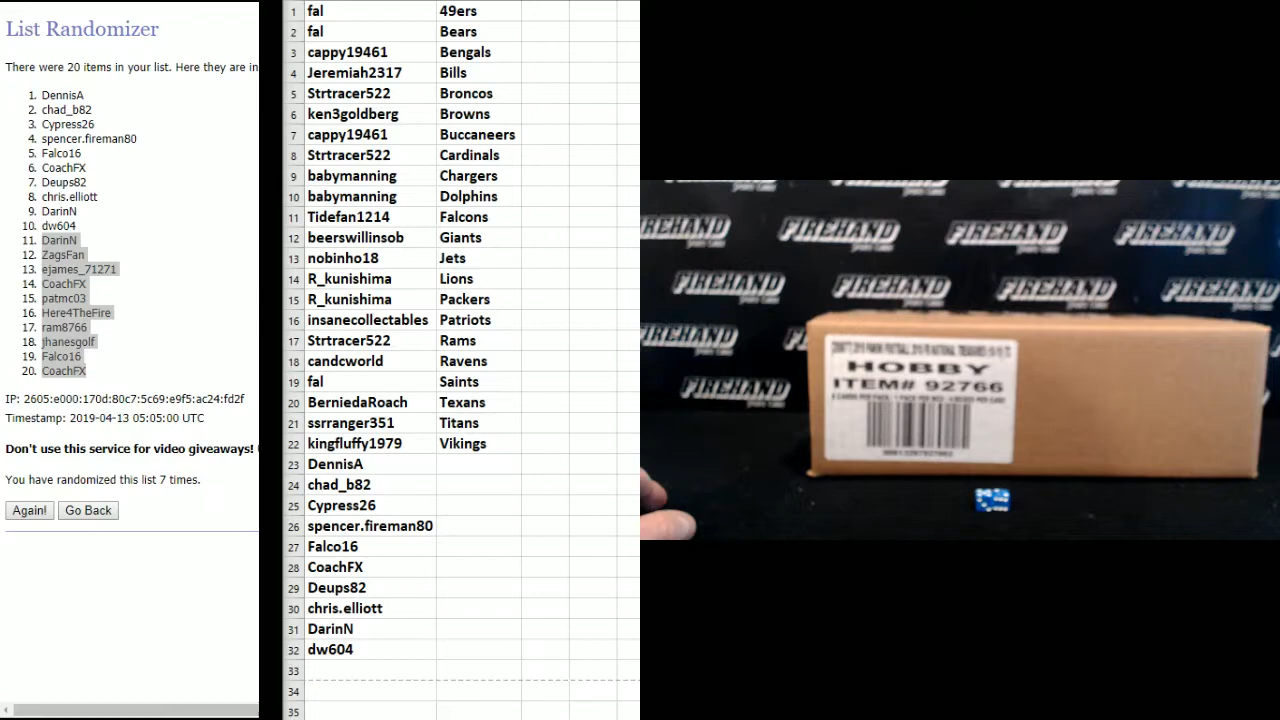 List Randomizer
There were 20 items in your list. Here they are in
1. DennisA
2. chad_b82
3. Cypress26
4. spencer.fireman80
5. Falco16
6. CoachFX
7. Deups82
8. chris.elliott
9. DarinN
10. dw604
11. DarinN
12. ZagsFan
13. ejames_71271
14. CoachFX
15. patmc03
16. Here4TheFire
17. ram8766
18. jhanesgolf
19. Falco16
20. CoachFX
IP: 2605:e000:170d:80c7:5c69:e9f5:ac24:fd2f
Timestamp: 2019-04-13 05:05:00 UTC
Don't use this service for video giveaways!
You have randomized this list 7 times.
Again! Go Back
1 fal 49ers
2 fal Bears
3 cappy19461 Bengals
4 Jeremiah2317 Bills
5 Strtracer522 Broncos
6 ken3goldberg Browns
7 cappy19461 Buccaneers
8 Strtracer522 Cardinals
9 babymanning Chargers
10 babymanning Dolphins
11 Tidefan1214 Falcons
12 beerswillinsob Giants
13 nobinho18 Jets
14 R_kunishima Lions
15 R_kunishima Packers
16 insanecollectables Patriots
17 Strtracer522 Rams
18 candcworld Ravens
19 fal Saints
20 BerniedaRoach Texans
21 ssrranger351 Titans
22 kingfluffy1979 Vikings
23 DennisA
24 chad_b82
25 Cypress26
26 spencer.fireman80
27 Falco16
28 CoachFX
29 Deups82
30 chris.elliott
31 DarinN
32 dw604
33
34
35
FIREHAND FIREHAND FIREHAND FIREHAND
FIREHAND FIREHAND FIREHAND FIREHAND
FIREHAND
FIREHAND
HOBBY
ITEM# 92766